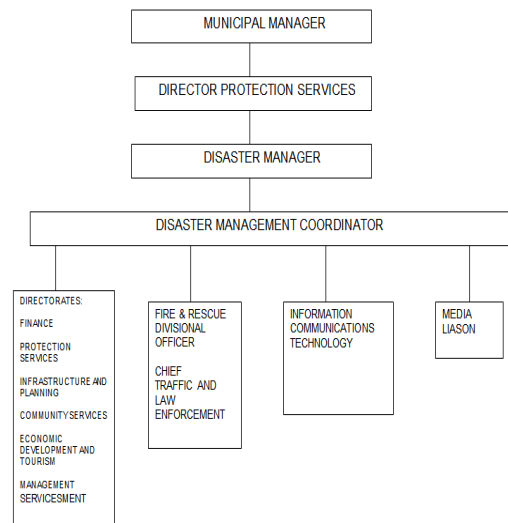 MUNICIPAL MANAGER
DIRECTOR PROTECTION SERVICES
DISASTER MANAGER
DISASTER MANAGEMENT COORDINATOR
DIRECTORATES:
FINANCE
PROTECTION
SERVICES
INFRASTRUCTURE AND
PLANNING
COMMUNITY SERVICES
ECONOMIC
DEVELOPMENT AND
TOURISM
MANAGEMENT
SERVICESMENT
FIRE & RESCUE
DIVISIONAL
OFFICER
CHIEF
TRAFFIC AND
LAW
ENFORCEMENT
INFORMATION
COMMUNICATIONS
TECHNOLOGY
MEDIA
LIASON